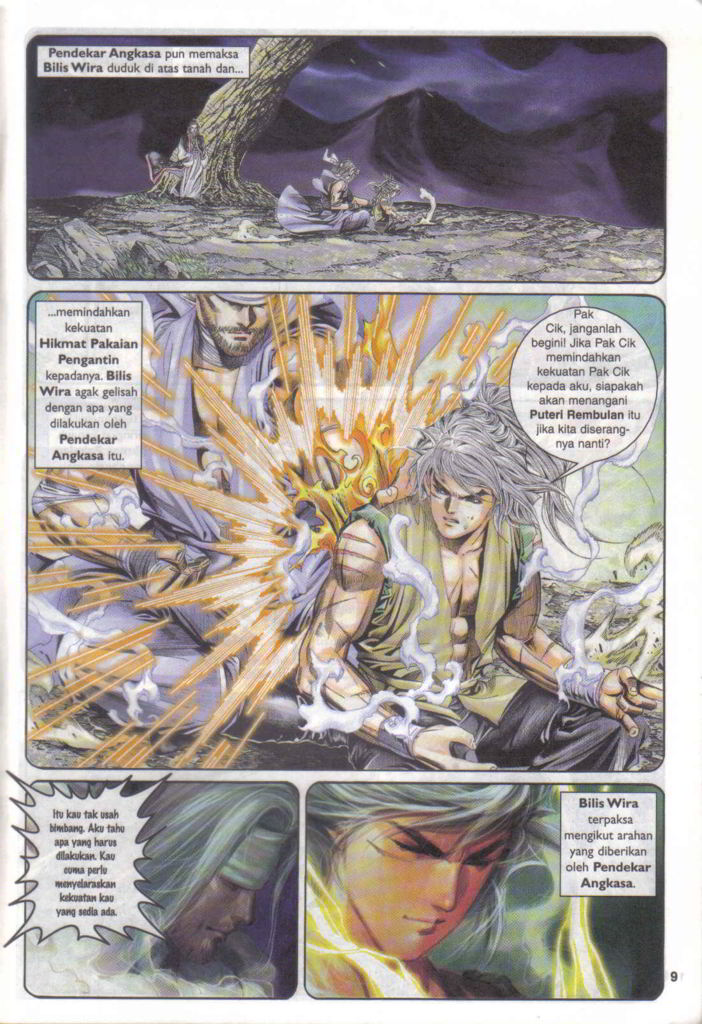 Pendekar Angkasa pun memaksa
Bilis Wira duduk di atas tanah dan...
...memindahkan
kekuatan
Hikmat Pakaian
Pengantin
kepadanya. Bilis
Wira agak gelisah
dengan apa yang
dilakukan oleh
Pendekar
Angkasa itu.
Pak
Cik, janganlah
begini! Jika Pak Cik
memindahkan
kekuatan Pak Cik
kepada aku, siapakah
akan menangani
Puteri Rembulan itu
jika kita diserang-
nya nanti?
Itu kau tak usah
bimbang. Aku tahu
apa yang harus
dilakukan. Kau
cuma perlu
menyelaraskan
kekuatan kau
yang sedia ada.
Bilis Wira
terpaksa
mengikut arahan
yang diberikan
oleh Pendekar
Angkasa.
9